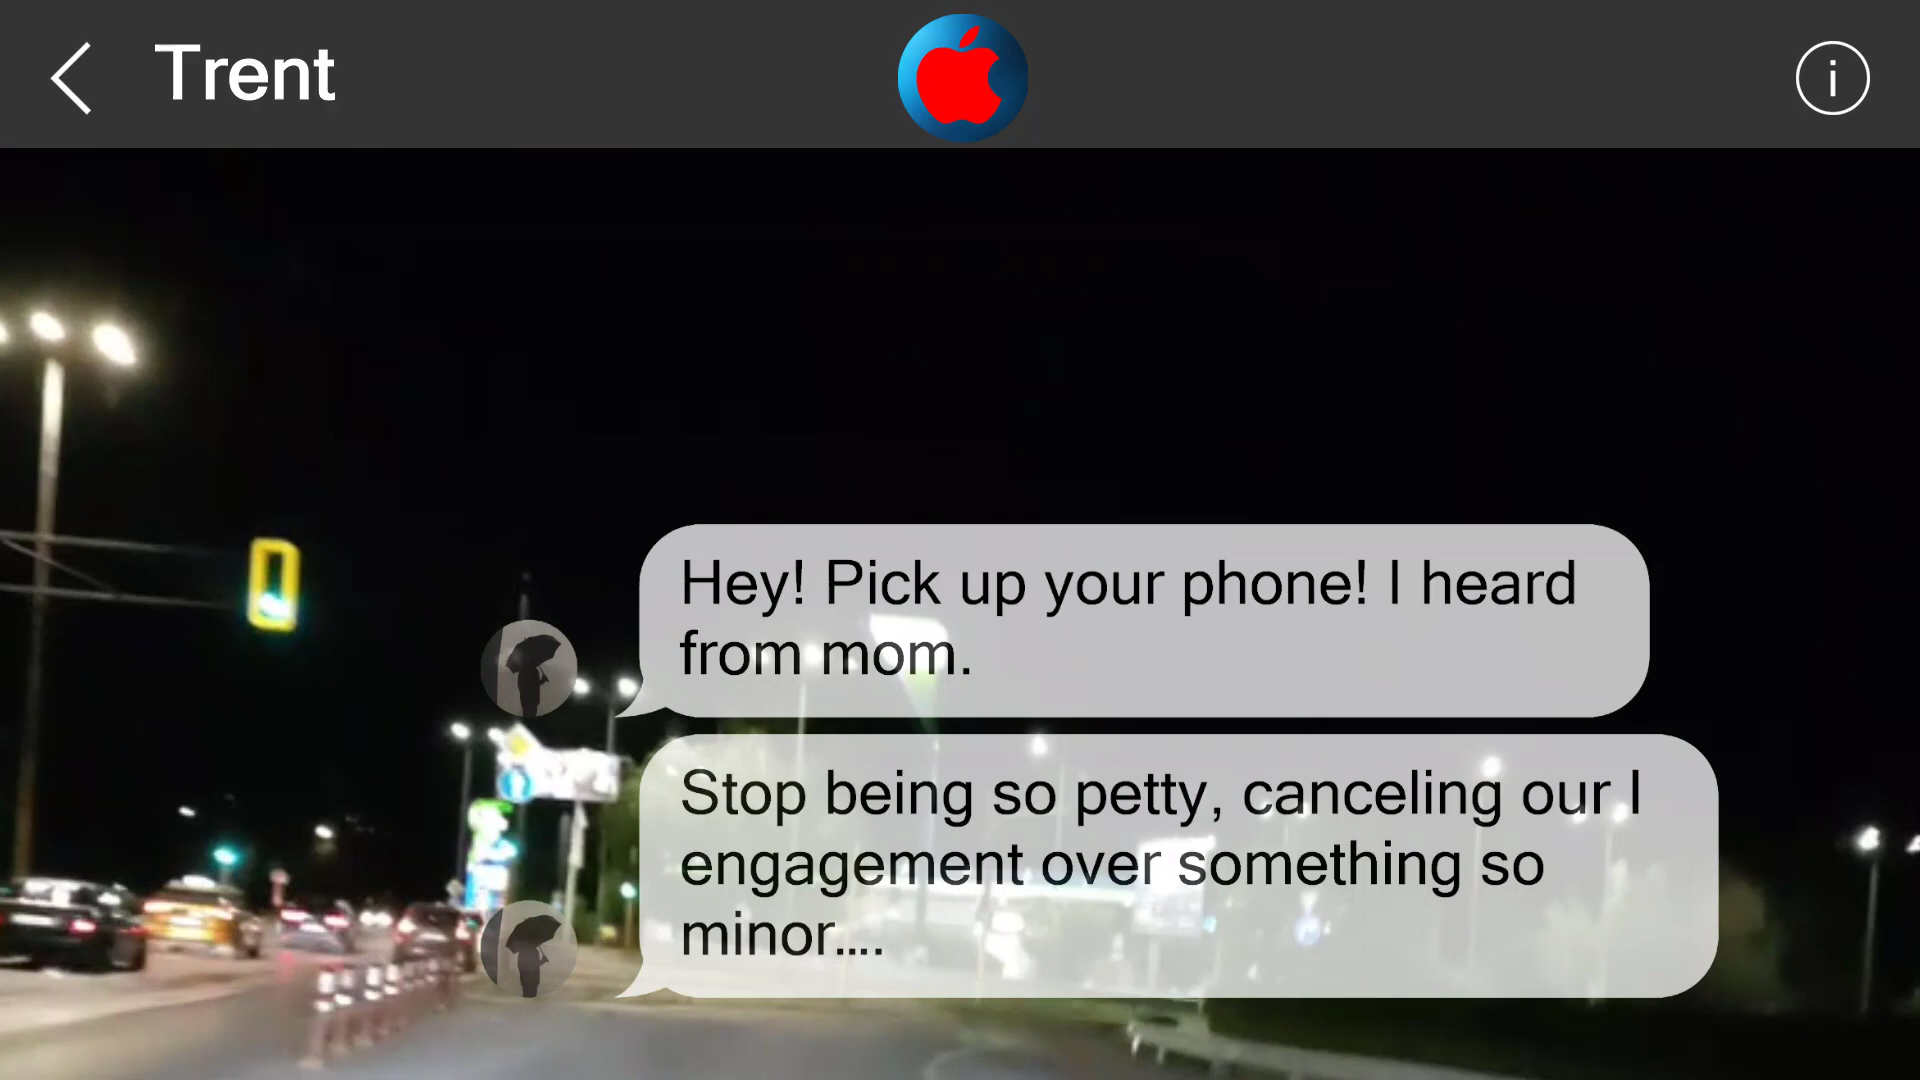 Trent
i
Hey! Pick up your phone! I heard
from mom.
Stop being so petty, canceling our l
engagement over something so
minor....